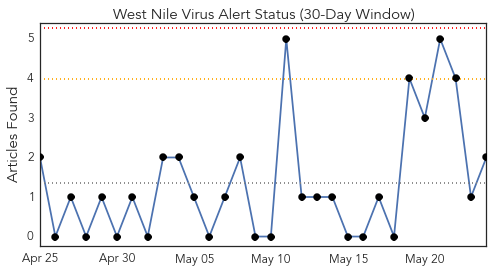 West Nile Virus Alert Status (30-Day Window)
Articles Found
5
4
3
2
1
0
Apr 25
Apr 30
May 05
May 10
May 15
May 20